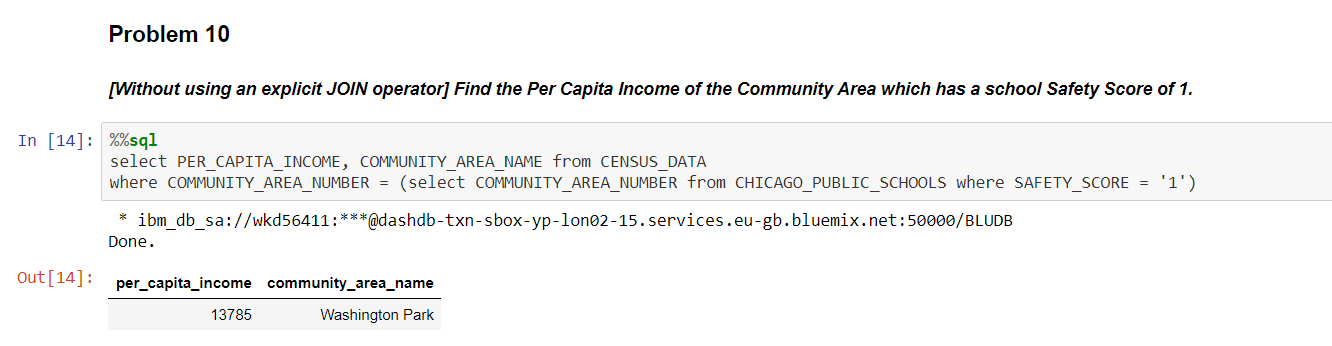 Problem 10
[Without using an explicit JOIN operator] Find the Per Capita Income of the Community Area which has a school Safety Score of 1.
In [14]: %%sql
select PER_CAPITA_INCOME, COMMUNITY_AREA_NAME from CENSUS_DATA
where COMMUNITY_AREA_NUMBER = (select COMMUNITY_AREA_NUMBER from CHICAGO_PUBLIC_SCHOOLS where SAFETY_SCORE = '1')
* ibm_db_sa://wkd56411:***@dashdb-txn-sbox-yp-lon02-15.services.eu-gb.bluemix.net:50000/BLUDB
Done.
Out[14]:
per_capita_income community_area_name
13785 Washington Park